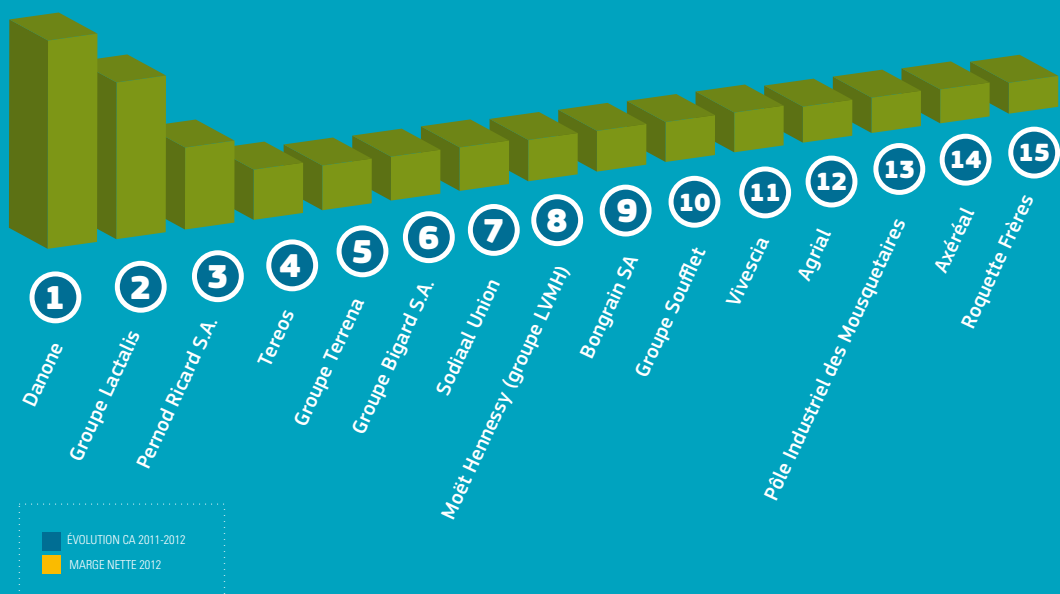 1
Danone
2
Groupe Lactalis
3
Pernod Ricard S.A.
4
Tereos
5
Groupe Terrena
6
Groupe Bigard S.A.
7
Sodiaal Union
8
Moët Hennessy (groupe LVMH)
9
Bongrain SA
10
Groupe Soufflet
11
Vivescia
12
Agrial
13
Pôle Industriel des Mousquetaires
14
Axéréal
15
Roquette Frères
ÉVOLUTION CA 2011-2012
MARGE NETTE 2012